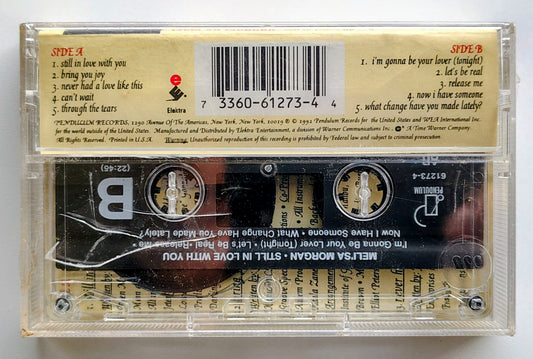 SIDE A
1. still in love with you
2. bring you joy
3. never had a love like this
4. can't wait
5. through the tears
e
Elektra
7 3360-61273-4 4
SIDE B
1. i'm gonna be your lover (tonight)
2. let's be real
3. release me
4. now i have someone
5. what change have you made lately?
PENDULUM RECORDS, 1290 Avenue Of The Americas, New York, New York, 10019 ℗ © 1992 Pendulum Records for the United States and WEA International Inc.
for the world outside of the United States. Manufactured and Distributed by Elektra Entertainment, a division of Warner Communications Inc. A Time Warner Company.
All Rights Reserved. Printed in U.S.A. Warning: Unauthorized reproduction of this recording is prohibited by Federal law and subject to criminal prosecution.
MELI'SA MORGAN • STILL IN LOVE WITH YOU
I'm Gonna Be Your Lover (Tonight) • Let's Be Real • Release Me •
Now I Have Someone • What Change Have You Made Lately?
B
(22:45)
PENDULUM
61273-4
AR